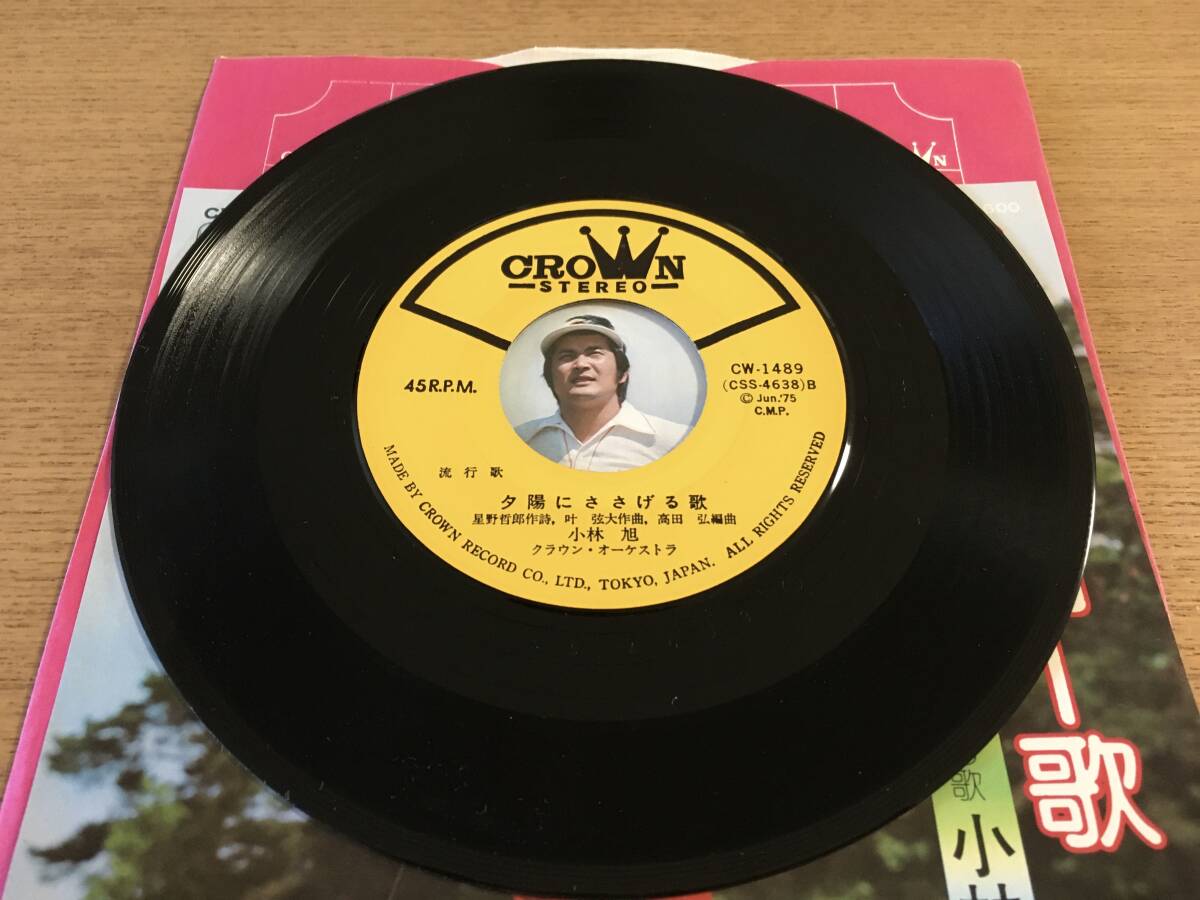 CROWN
STEREO
45 R.P.M.
CW-1489
(CSS-4638) B
© Jun.'75
C.M.P.
流行歌
夕陽にささげる歌
星野哲郎作詩, 叶 弦大作曲, 高田 弘編曲
小林 旭
クラウン・オーケストラ
MADE BY CROWN RECORD CO., LTD., TOKYO, JAPAN. ALL RIGHTS RESERVED
ー歌
歌
小林